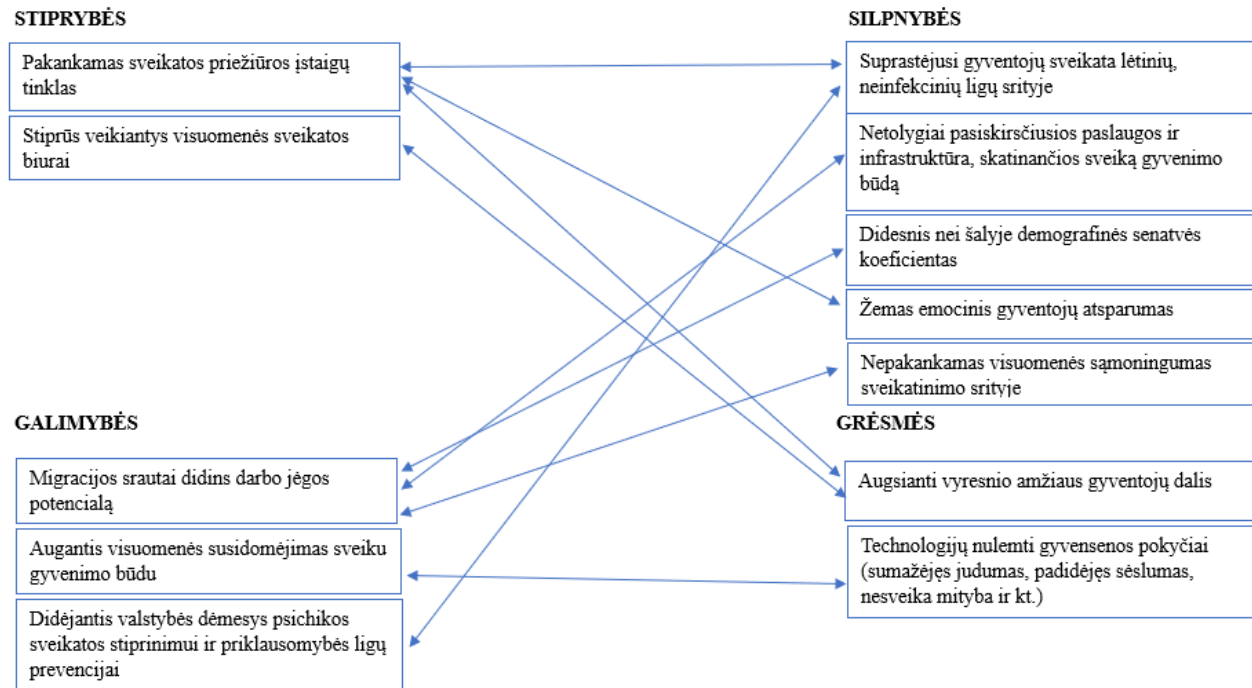 STIPRYBĖS
Pakankamas sveikatos priežiūros įstaigų
tinklas
Stiprūs veikiantys visuomenės sveikatos
biurai
SILPNYBĖS
Suprastėjusi gyventojų sveikata lėtinių,
neinfekcinių ligų srityje
Netolygiai pasiskirsčiusios paslaugos ir
infrastruktūra, skatinančios sveiką gyvenimo
būdą
Didesnis nei šalyje demografinės senatvės
koeficientas
Žemas emocinis gyventojų atsparumas
Nepakankamas visuomenės sąmoningumas
sveikatinimo srityje
GALIMYBĖS
Migracijos srautai didins darbo jėgos
potencialą
Augantis visuomenės susidomėjimas sveiku
gyvenimo būdu
Didėjantis valstybės dėmesys psichikos
sveikatos stiprinimui ir priklausomybės ligų
prevencijai
GRĖSMĖS
Augsianti vyresnio amžiaus gyventojų dalis
Technologijų nulemti gyvensenos pokyčiai
(sumažėjęs judumas, padidėjęs sėslumas,
nesveika mityba ir kt.)